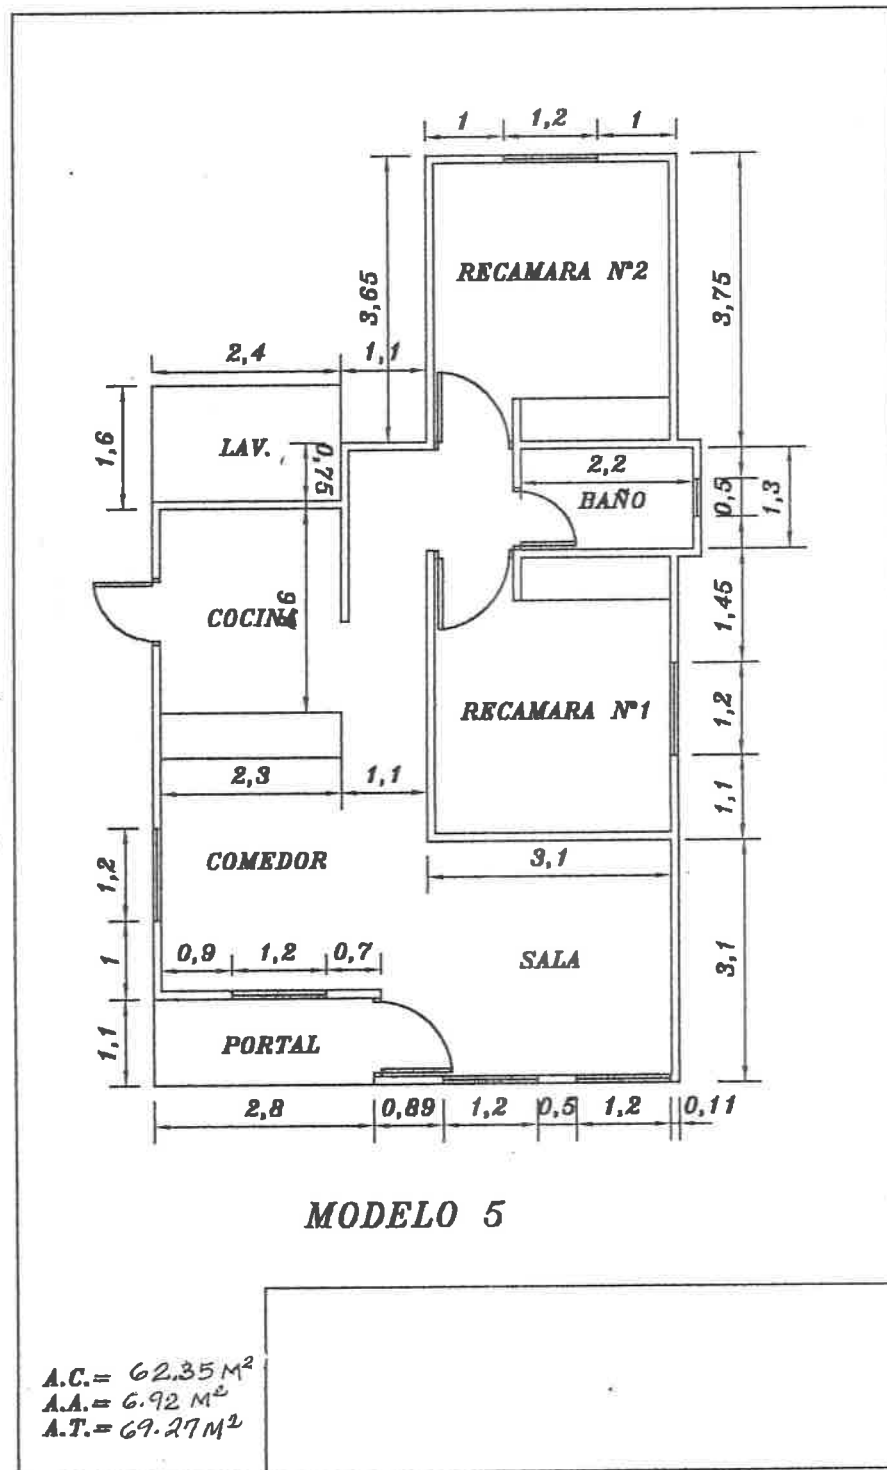 1 1,2 1
RECAMARA Nº2
3,65
3,75
2,4 1,1
1,6
LAV.
0,75
2,2
BAÑO
0,5
1,3
COCINA
1,45
RECAMARA Nº1
1,2
2,3 1,1
1,1
COMEDOR
3,1
1,2
0,9 1,2 0,7
SALA
1
3,1
PORTAL
1,1
2,8 0,89 1,2 0,5 1,2 0,11
MODELO 5
A.C.= 62.35 M²
A.A.= 6.92 M²
A.T.= 69.27 M²